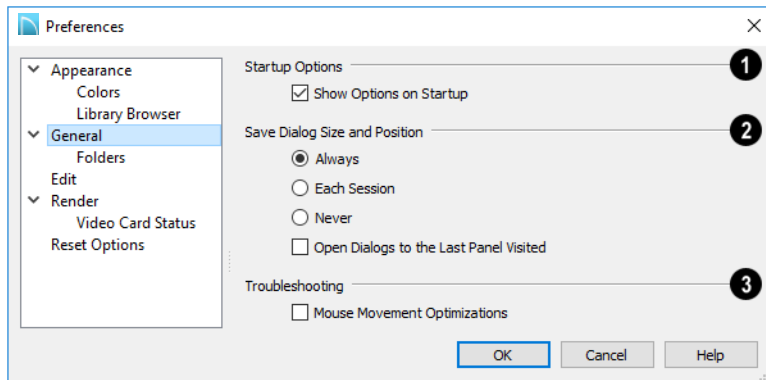 Preferences
Appearance
Colors
Library Browser
General
Folders
Edit
Render
Video Card Status
Reset Options
Startup Options 1
Show Options on Startup
Save Dialog Size and Position 2
Always
Each Session
Never
Open Dialogs to the Last Panel Visited
Troubleshooting 3
Mouse Movement Optimizations
OK Cancel Help